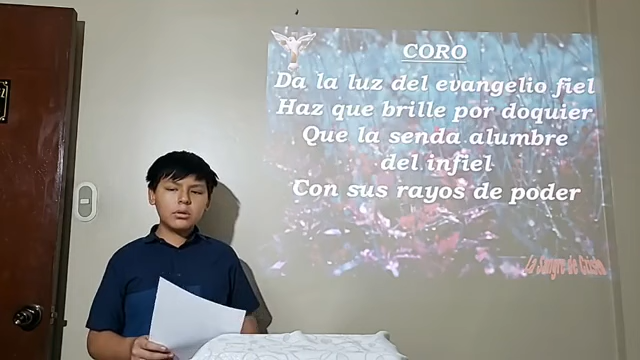 CORO
Da la luz del evangelio fiel
Haz que brille por doquier
Que la senda alumbre
del infiel
Con sus rayos de poder
La Sangre de Cristo